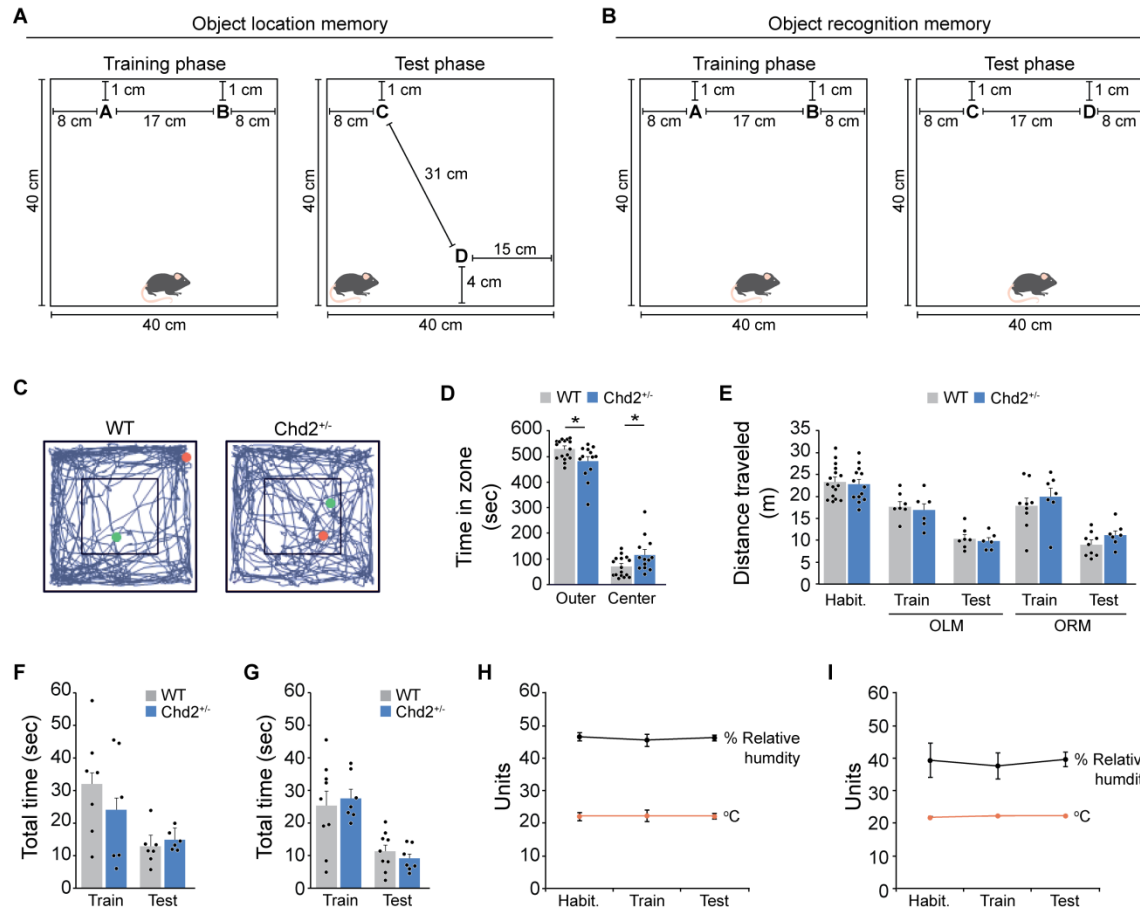 A
Object location memory
Training phase
Test phase
1 cm
1 cm
A
B
8 cm
17 cm
8 cm
40 cm
40 cm
1 cm
C
8 cm
31 cm
D
15 cm
4 cm
40 cm
40 cm
B
Object recognition memory
Training phase
Test phase
1 cm
1 cm
A
B
8 cm
17 cm
8 cm
40 cm
40 cm
1 cm
1 cm
C
D
8 cm
17 cm
8 cm
40 cm
40 cm
C
WT
Chd2+/-
D
WT
Chd2+/-
*
*
Time in zone
(sec)
600
500
400
300
200
100
0
Outer
Center
E
WT
Chd2+/-
Distance traveled
(m)
35
30
25
20
15
10
5
0
Habit.
Train
Test
Train
Test
OLM
ORM
F
WT
Chd2+/-
Total time (sec)
60
50
40
30
20
10
0
Train
Test
G
WT
Chd2+/-
Total time (sec)
60
50
40
30
20
10
0
Train
Test
H
Units
60
50
40
30
20
10
0
% Relative
humdity
ºC
Habit.
Train
Test
I
Units
60
50
40
30
20
10
0
% Relative
humdit
ºC
Habit.
Train
Test